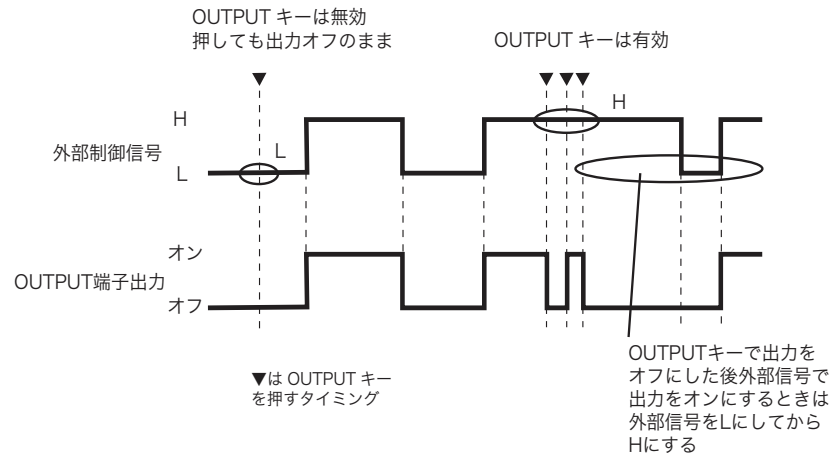 OUTPUT キーは無効
押しても出力オフのまま
OUTPUT キーは有効
H
H
外部制御信号
L
L
オン
OUTPUT端子出力
オフ
▼は OUTPUT キー
を押すタイミング
OUTPUTキーで出力を
オフにした後外部信号で
出力をオンにするときは
外部信号をLにしてから
Hにする